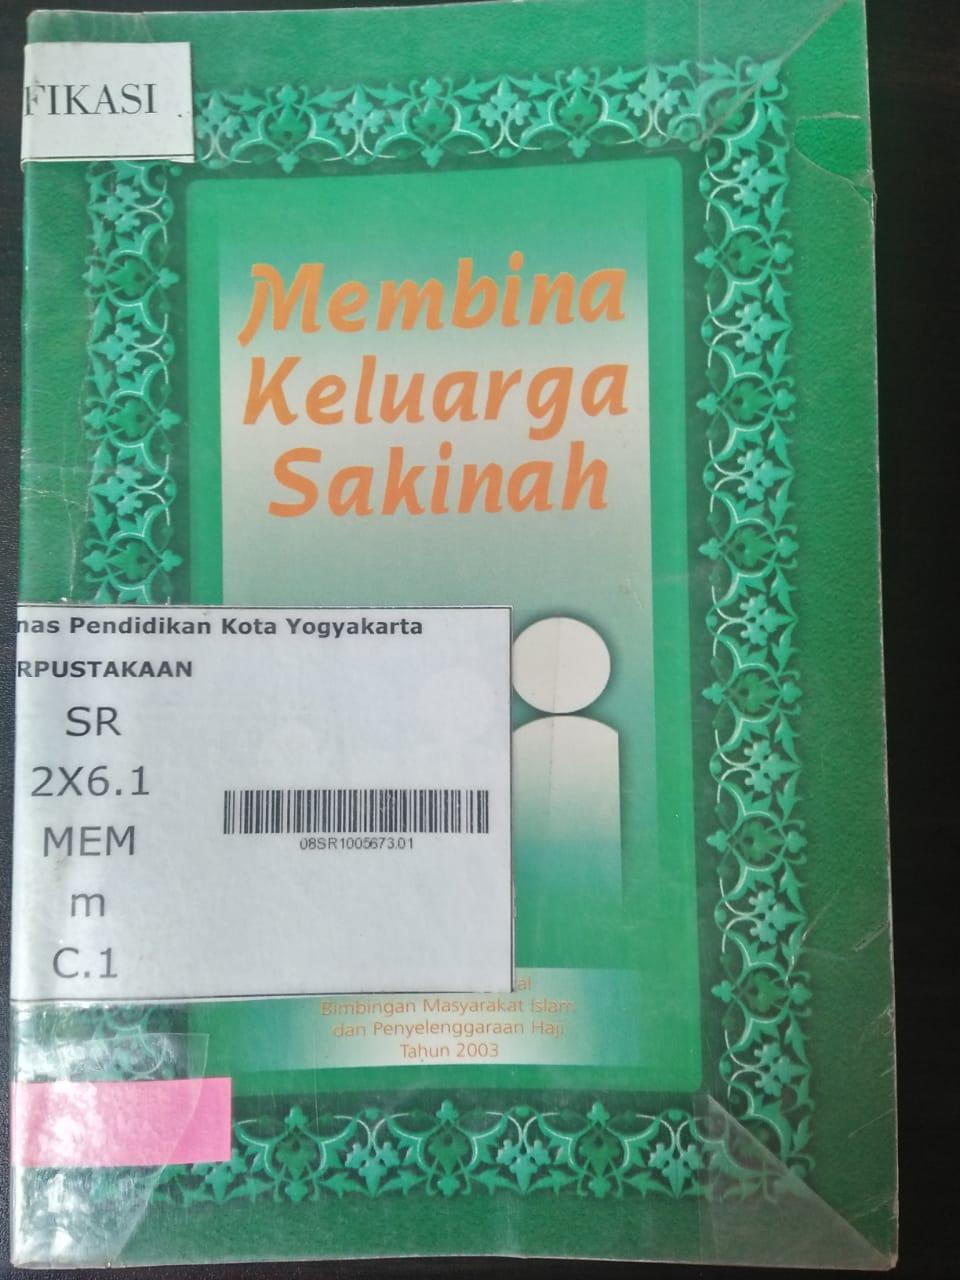 FIKASI
Membina
Keluarga
Sakinah
nas Pendidikan Kota Yogyakarta
RPUSTAKAAN
SR
2X6.1
MEM
m
C.1
08SR1005673.01
Bimbingan Masyarakat Islam
dan Penyelenggaraan Haji
Tahun 2003